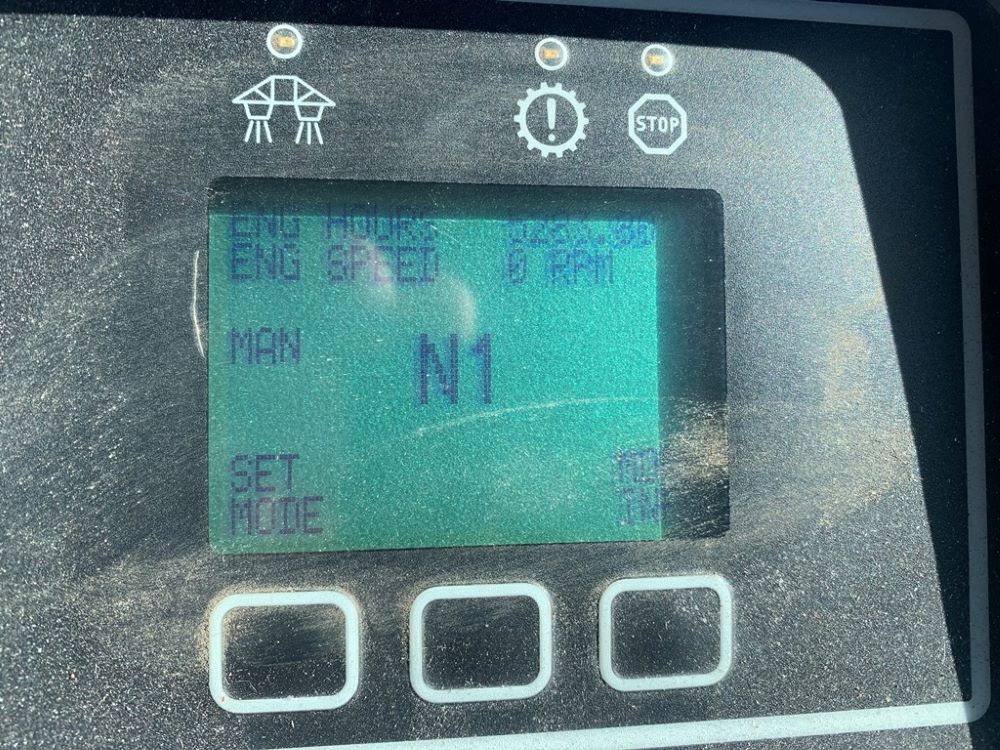 !
STOP
ENG HOURS
ENG SPEED 0 RPM
MAN
N1
SET
MODE